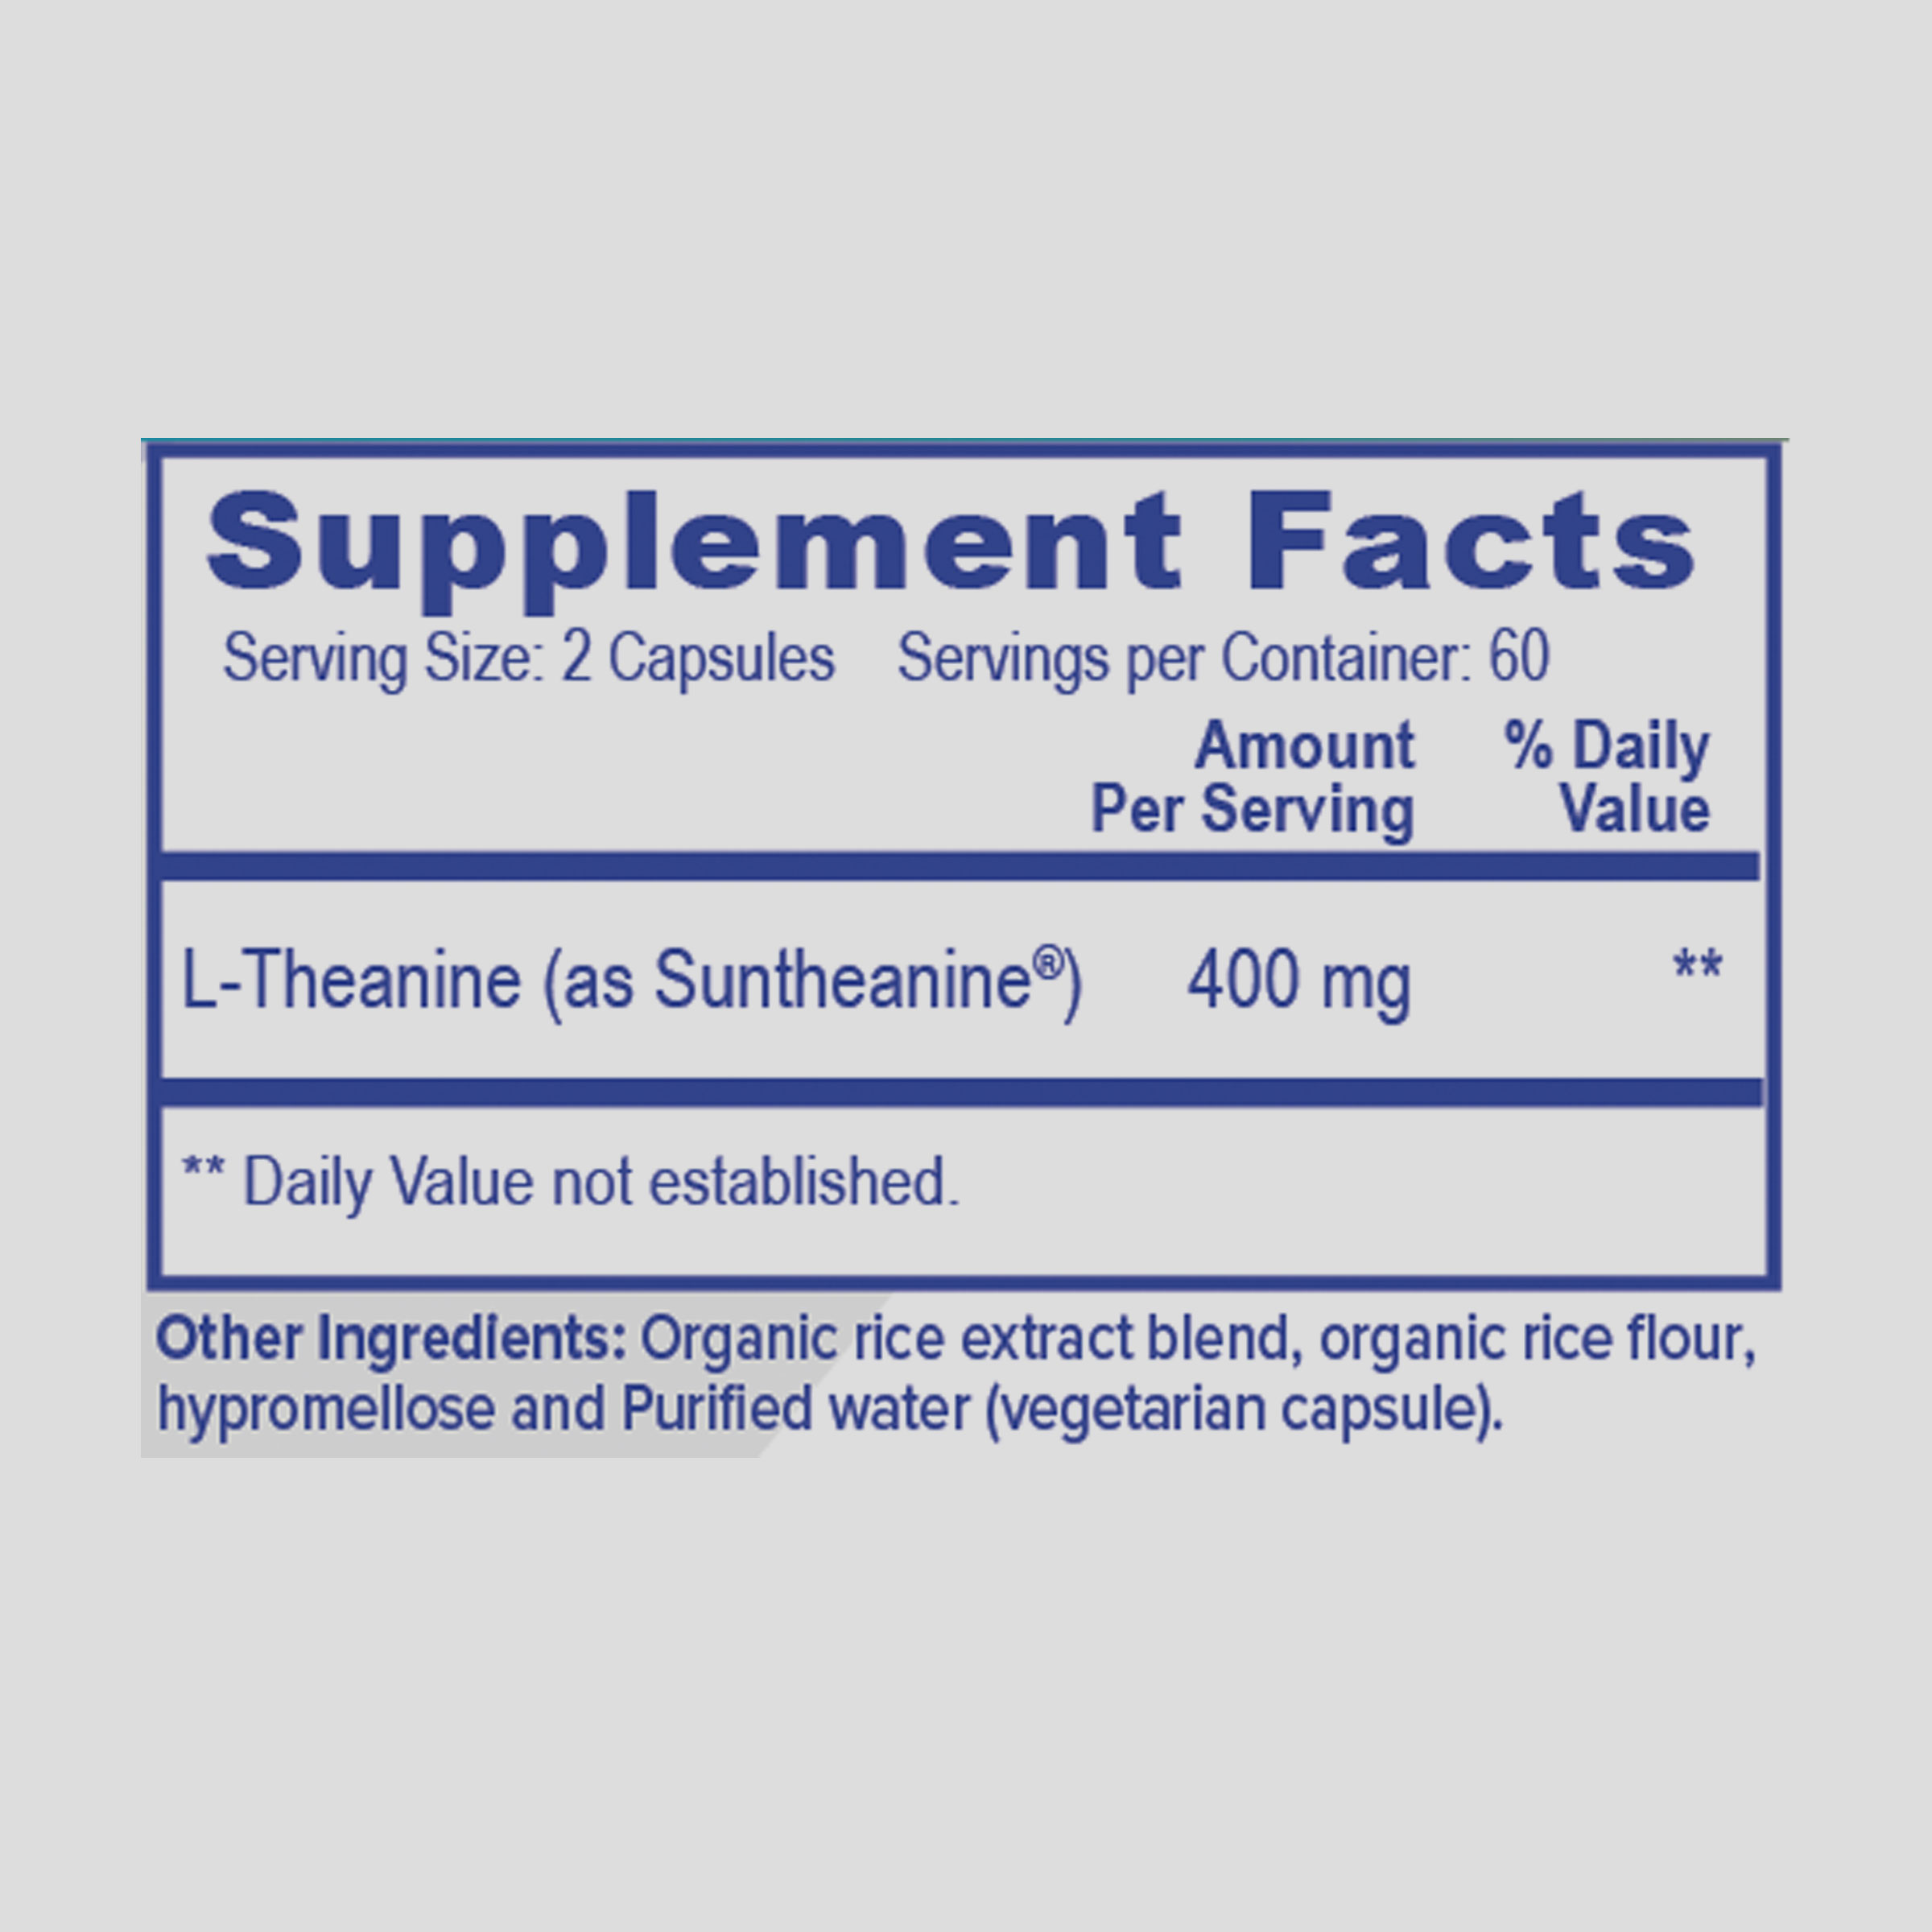 Supplement Facts
Serving Size: 2 Capsules Servings per Container: 60
Amount % Daily
Per Serving Value
L-Theanine (as Suntheanine®) 400 mg **
** Daily Value not established.
Other Ingredients: Organic rice extract blend, organic rice flour,
hypromellose and Purified water (vegetarian capsule).